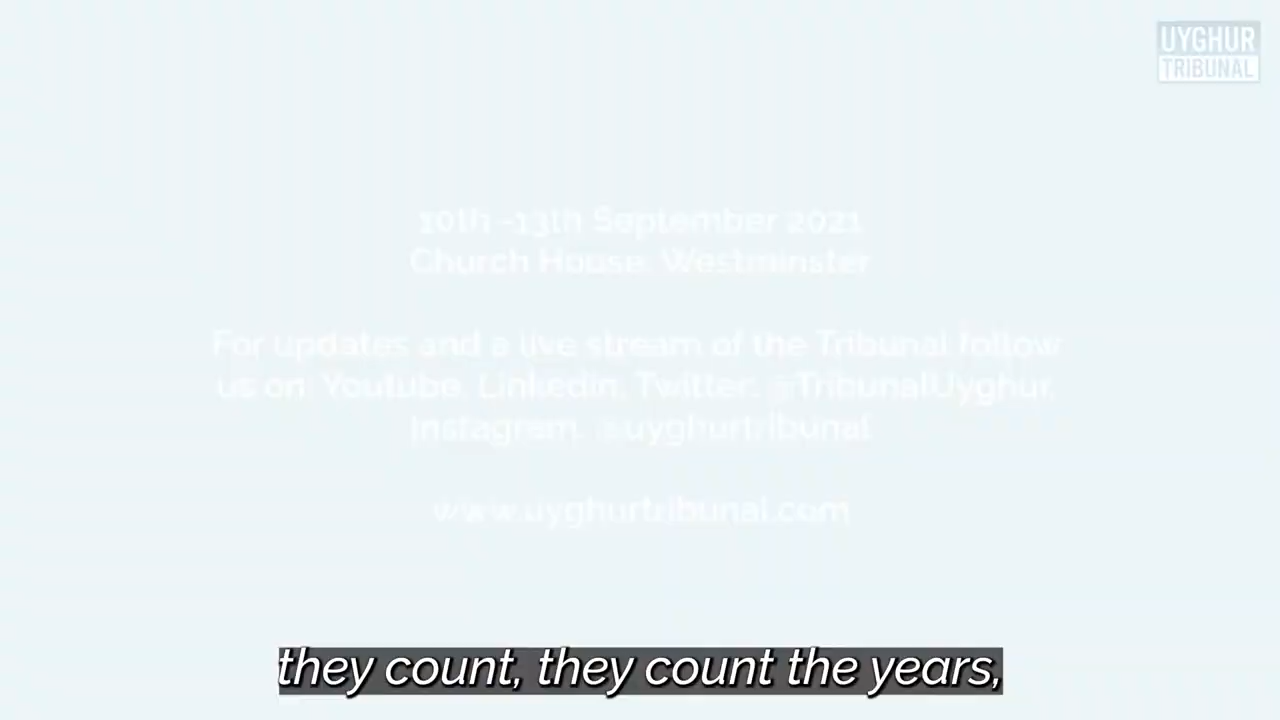 UYGHUR
TRIBUNAL
10th -13th September 2021
Church House, Westminster
For updates and a live stream of the Tribunal follow
us on: Youtube, Linkedin, Twitter: @TribunalUyghur,
Instagram: @uyghurtribunal
www.uyghurtribunal.com
they count, they count the years,